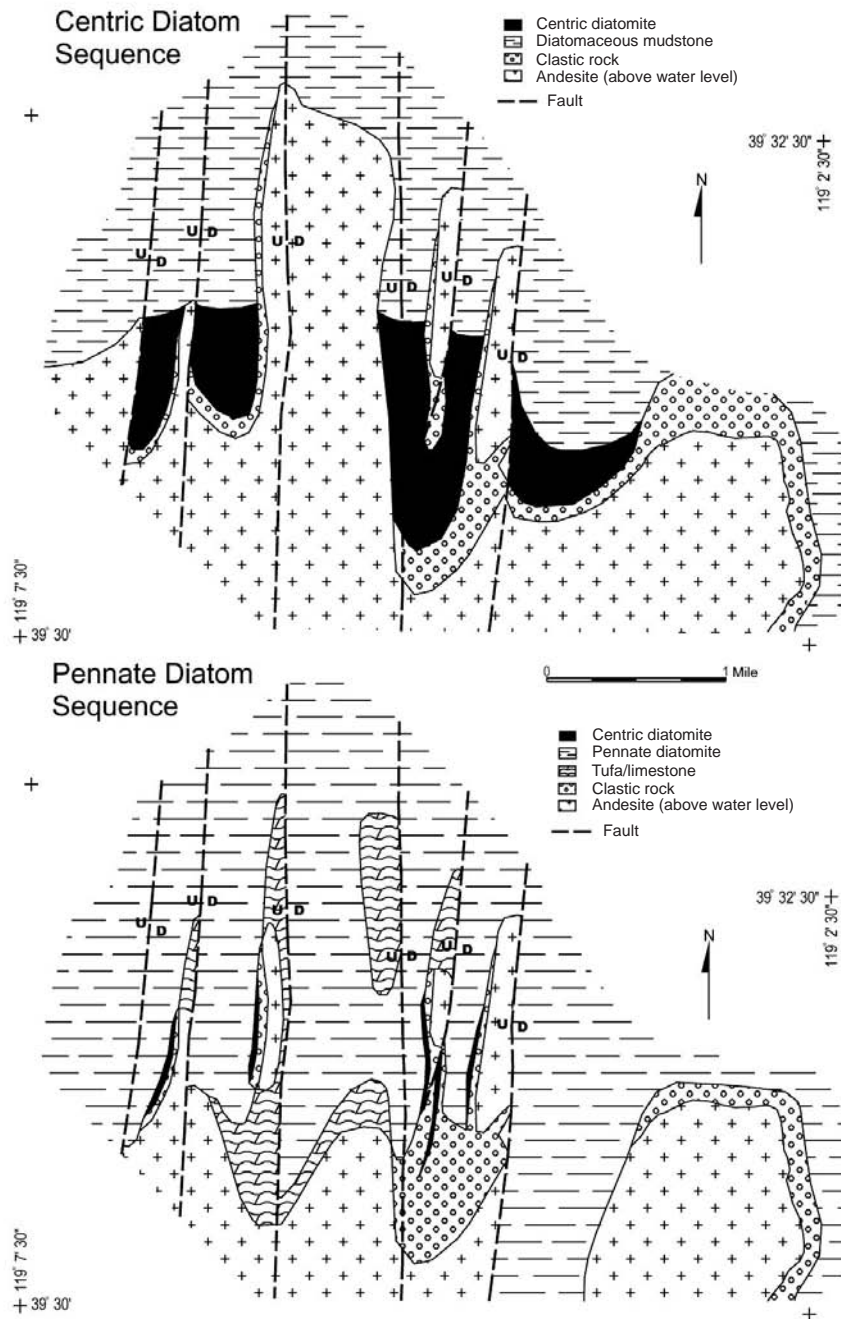 Centric Diatom
Sequence
Centric diatomite
Diatomaceous mudstone
Clastic rock
Andesite (above water level)
Fault
39° 32' 30"
119° 2' 30"
N
U D
U D
U D
U D
U D
U D
119° 7' 30"
39° 30'
Pennate Diatom
Sequence
0 1 Mile
Centric diatomite
Pennate diatomite
Tufa/limestone
Clastic rock
Andesite (above water level)
Fault
39° 32' 30"
119° 2' 30"
N
U D
U D
U D
U D
U D
U D
119° 7' 30"
39° 30'